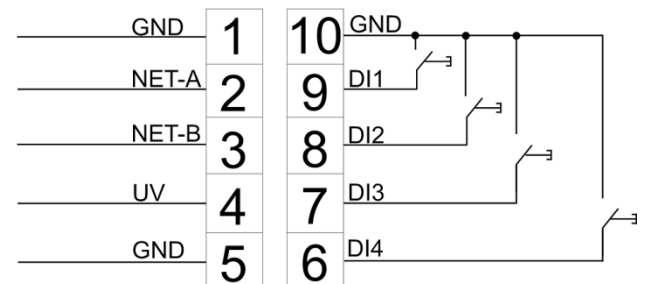 GND 1 10 GND
NET-A 2 9 DI1
NET-B 3 8 DI2
UV 4 7 DI3
GND 5 6 DI4